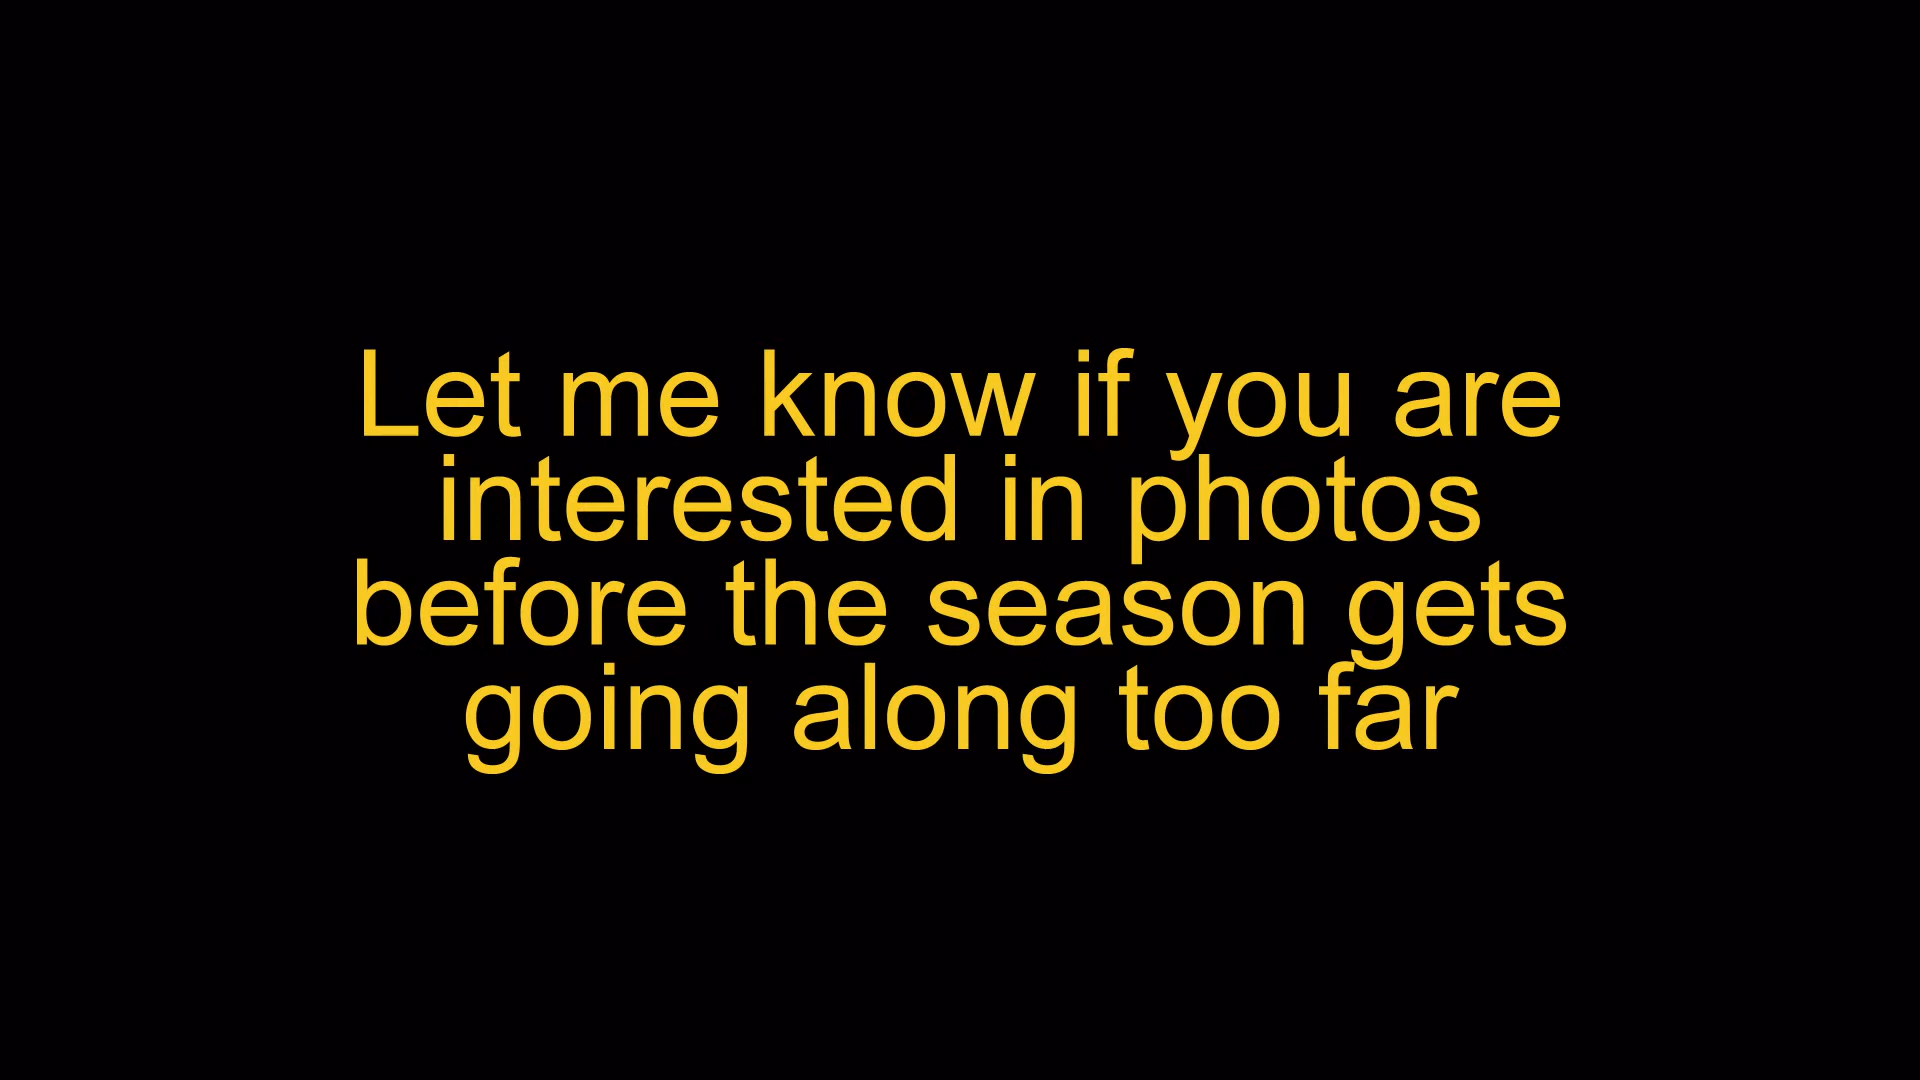 Let me know if you are
interested in photos
before the season gets
going along too far